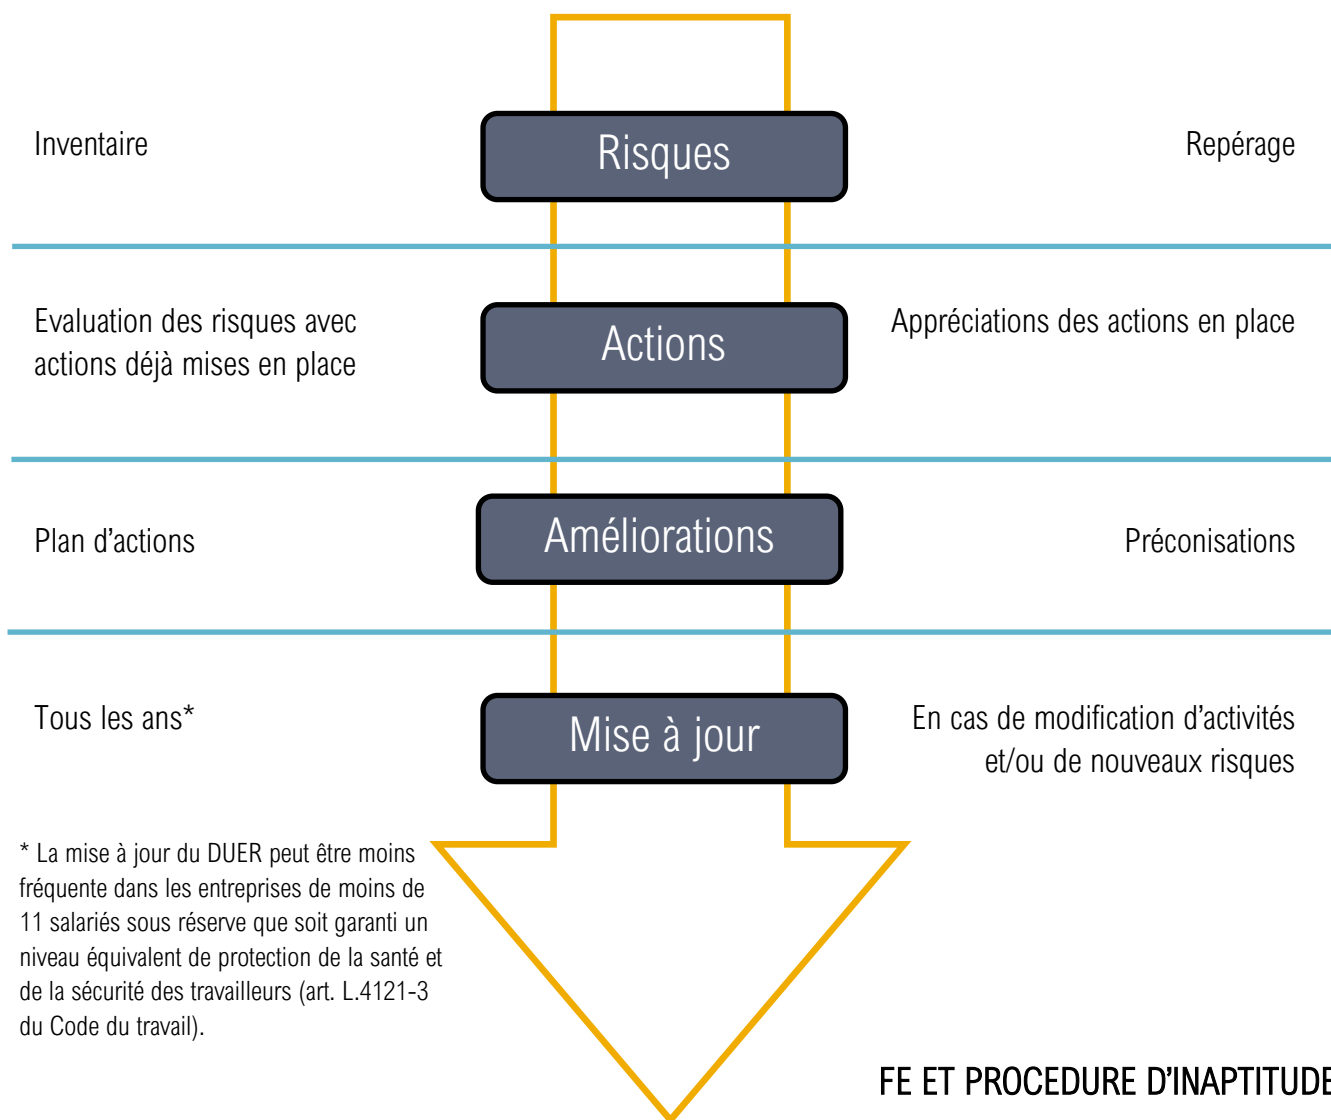 Inventaire
Risques
Repérage
Evaluation des risques avec
actions déjà mises en place
Actions
Appréciations des actions en place
Plan d’actions
Améliorations
Préconisations
Tous les ans*
Mise à jour
En cas de modification d’activités
et/ou de nouveaux risques
* La mise à jour du DUER peut être moins
fréquente dans les entreprises de moins de
11 salariés sous réserve que soit garanti un
niveau équivalent de protection de la santé et
de la sécurité des travailleurs (art. L.4121-3
du Code du travail).
FE ET PROCEDURE D’INAPTITUDE